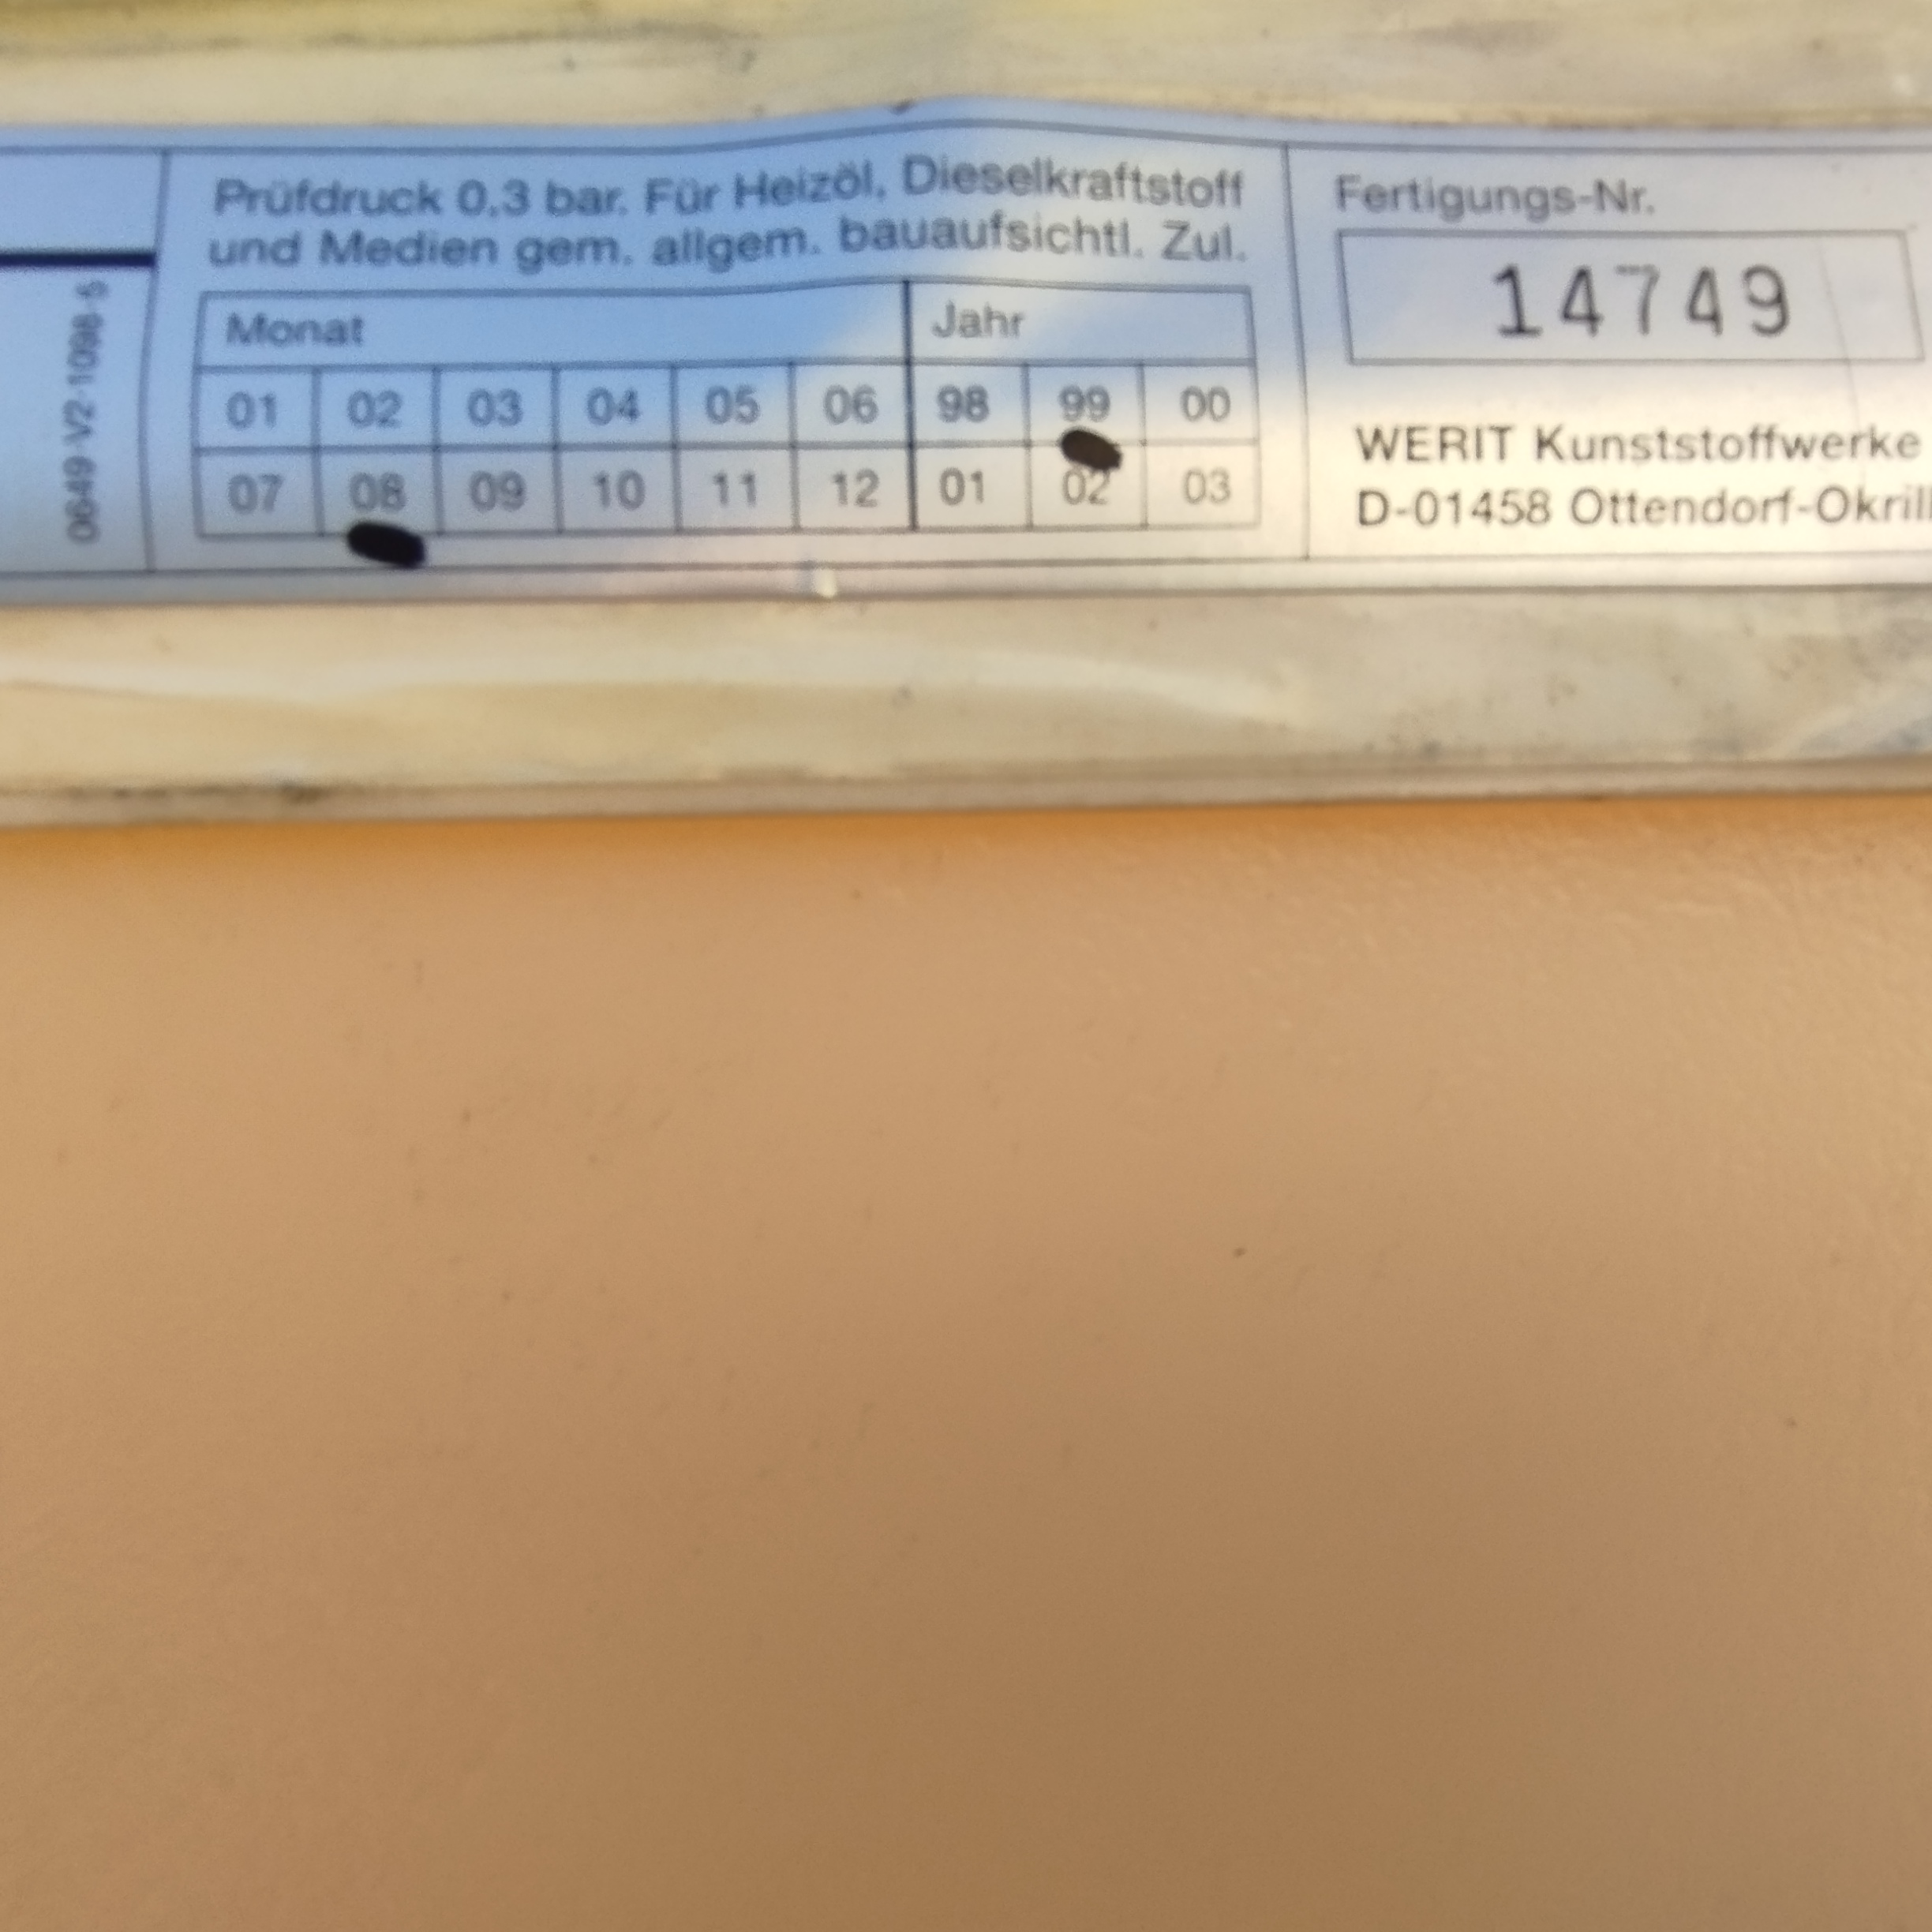 0649-V2-1098-5
Prüfdruck 0,3 bar. Für Heizöl, Dieselkraftstoff
und Medien gem. allgem. bauaufsichtl. Zul.
Monat Jahr
01 02 03 04 05 06 98 99 00
07 08 09 10 11 12 01 02 03
Fertigungs-Nr.
14749
WERIT Kunststoffwerke
D-01458 Ottendorf-Okrill